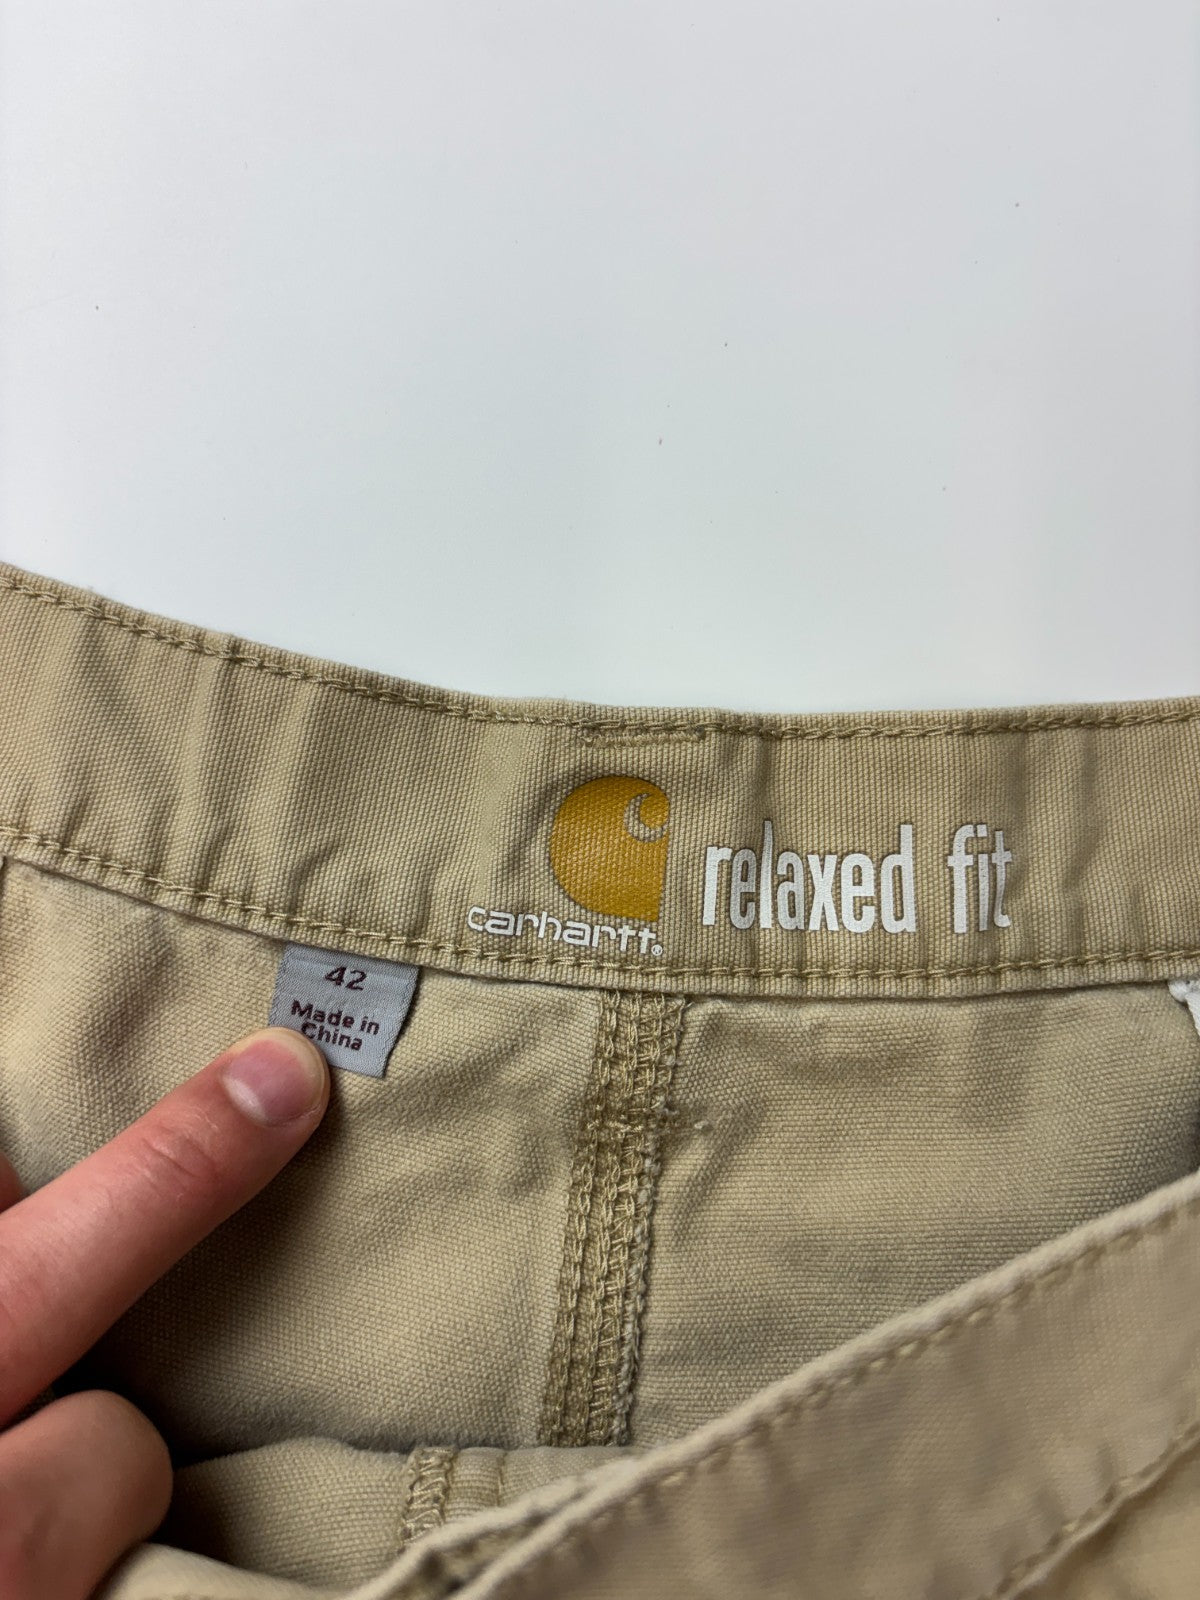 carhartt®
relaxed fit
42
Made in
China